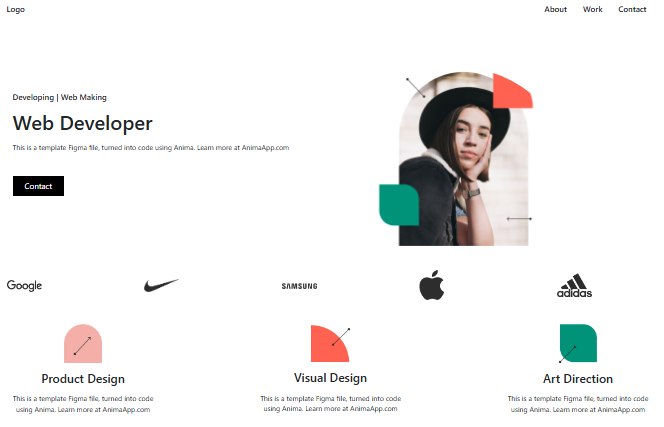 Logo
About Work Contact
Developing | Web Making
Web Developer
This is a template Figma file, turned into code using Anima. Learn more at AnimaApp.com
Contact
Google
SAMSUNG
adidas
Product Design
This is a template Figma file, turned into code
using Anima. Learn more at AnimaApp.com
Visual Design
This is a template Figma file, turned into code
using Anima. Learn more at AnimaApp.com
Art Direction
This is a template Figma file, turned into code
using Anima. Learn more at AnimaApp.com